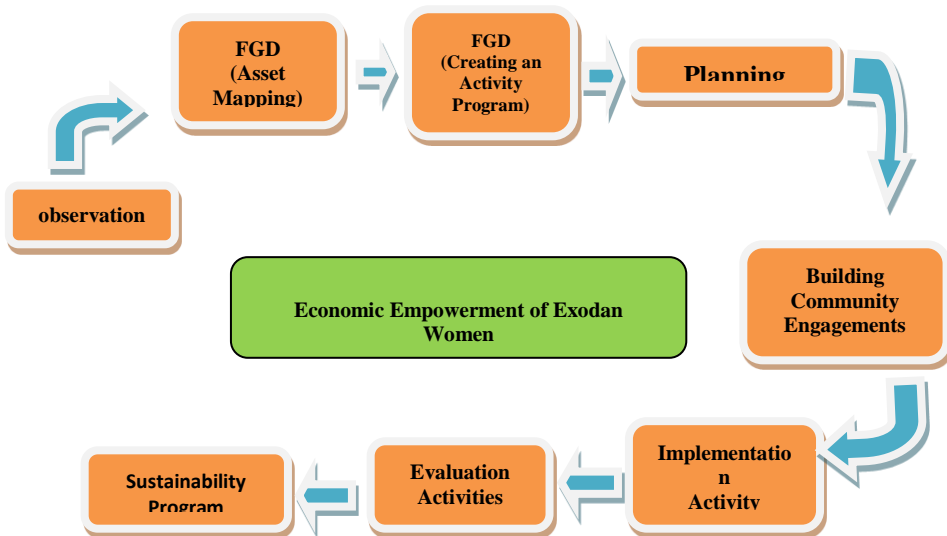 observation
FGD
(Asset
Mapping)
FGD
(Creating an
Activity
Program)
Planning
Building
Community
Engagements
Implementatio
n
Activity
Evaluation
Activities
Sustainability
Program
Economic Empowerment of Exodan
Women